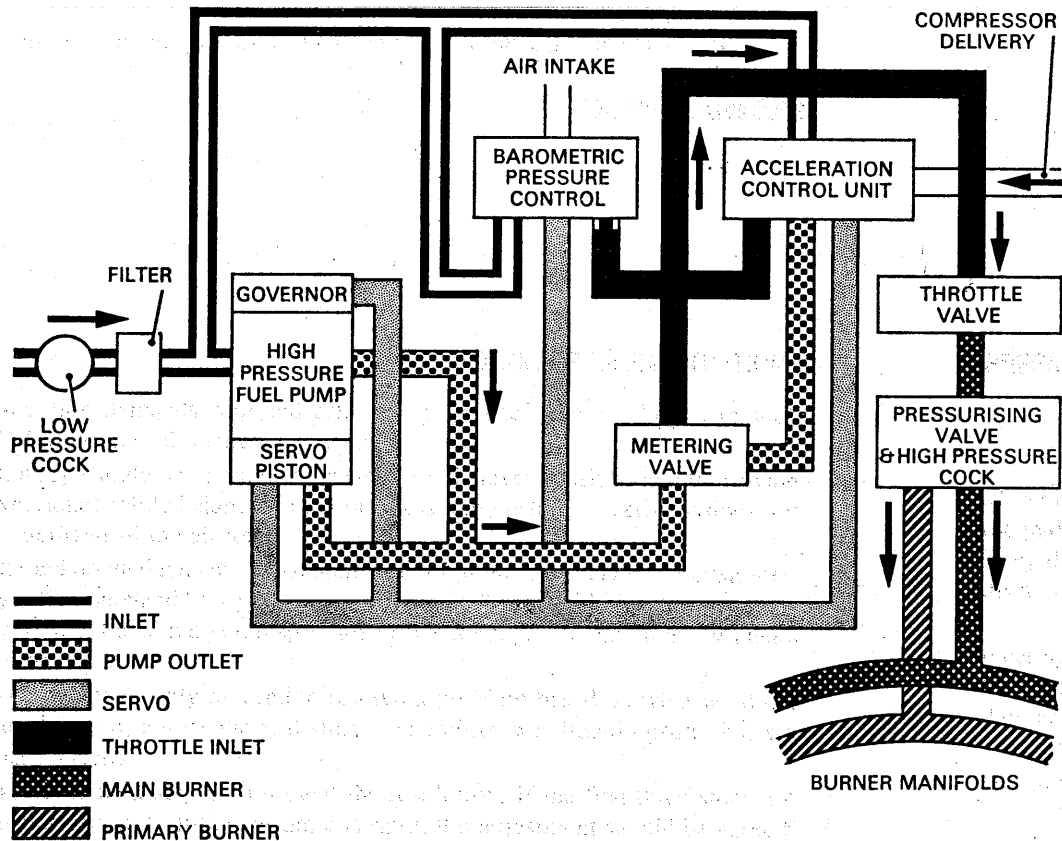 COMPRESSOR
DELIVERY
AIR INTAKE
BAROMETRIC
PRESSURE
CONTROL
ACCELERATION
CONTROL UNIT
FILTER
GOVERNOR
HIGH
PRESSURE
FUEL PUMP
SERVO
PISTON
LOW
PRESSURE
COCK
METERING
VALVE
THROTTLE
VALVE
PRESSURISING
VALVE
& HIGH PRESSURE
COCK
INLET
PUMP OUTLET
SERVO
THROTTLE INLET
MAIN BURNER
PRIMARY BURNER
BURNER MANIFOLDS